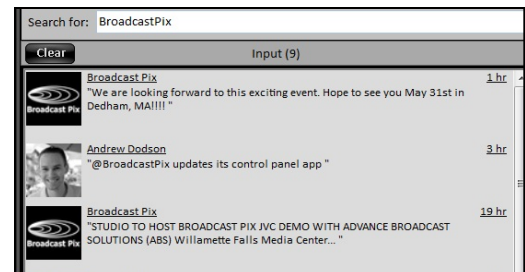 Search for: BroadcastPix
Clear Input (9)
Broadcast Pix 1 hr
"We are looking forward to this exciting event. Hope to see you May 31st in
Dedham, MA!!!! "
Broadcast Pix
Andrew Dodson 3 hr
"@BroadcastPix updates its control panel app "
Broadcast Pix 19 hr
"STUDIO TO HOST BROADCAST PIX JVC DEMO WITH ADVANCE BROADCAST
SOLUTIONS (ABS) Willamette Falls Media Center... "
Broadcast Pix